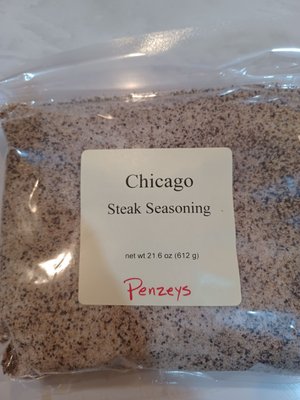 Chicago
Steak Seasoning
net wt 21 6 oz (612 g)
Penzeys